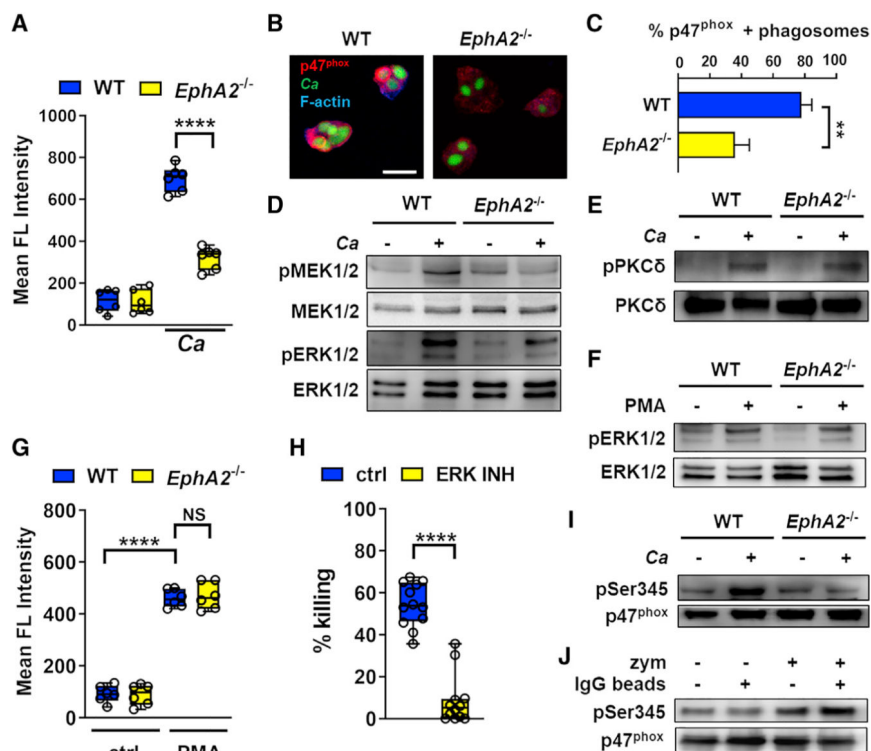 A
WT EphA2-/-
****
Mean FL Intensity
1000
800
600
400
200
0
Ca
B
WT EphA2-/-
p47phox
Ca
F-actin
C
% p47phox + phagosomes
0 20 40 60 80 100
WT
EphA2-/-
**
D
WT EphA2-/-
Ca - + - +
pMEK1/2
MEK1/2
pERK1/2
ERK1/2
E
WT EphA2-/-
Ca - + - +
pPKCδ
PKCδ
F
WT EphA2-/-
PMA - + - +
pERK1/2
ERK1/2
G
WT EphA2-/-
NS
****
Mean FL Intensity
800
600
400
200
0
ctrl PMA
H
ctrl ERK INH
****
% killing
100
80
60
40
20
0
I
WT EphA2-/-
Ca - + - +
pSer345
p47phox
J
zym - - + +
IgG beads - + - +
pSer345
p47phox